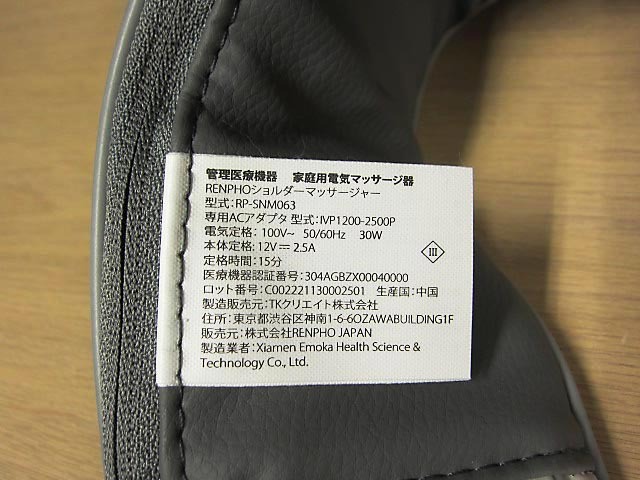 管理医療機器　家庭用電気マッサージ器
RENPHOショルダーマッサージャー
型式:RP-SNM063
専用ACアダプタ 型式:IVP1200-2500P
電気定格: 100V~ 50/60Hz 30W
本体定格:12V⎓2.5A
定格時間:15分
III
医療機器認証番号:304AGBZX00040000
ロット番号:C002221130002501 生産国:中国
製造販売元:TKクリエイト株式会社
住所:東京都渋谷区神南1-6-6OZAWABUILDING1F
販売元:株式会社RENPHO JAPAN
製造業者:Xiamen Emoka Health Science &
Technology Co., Ltd.